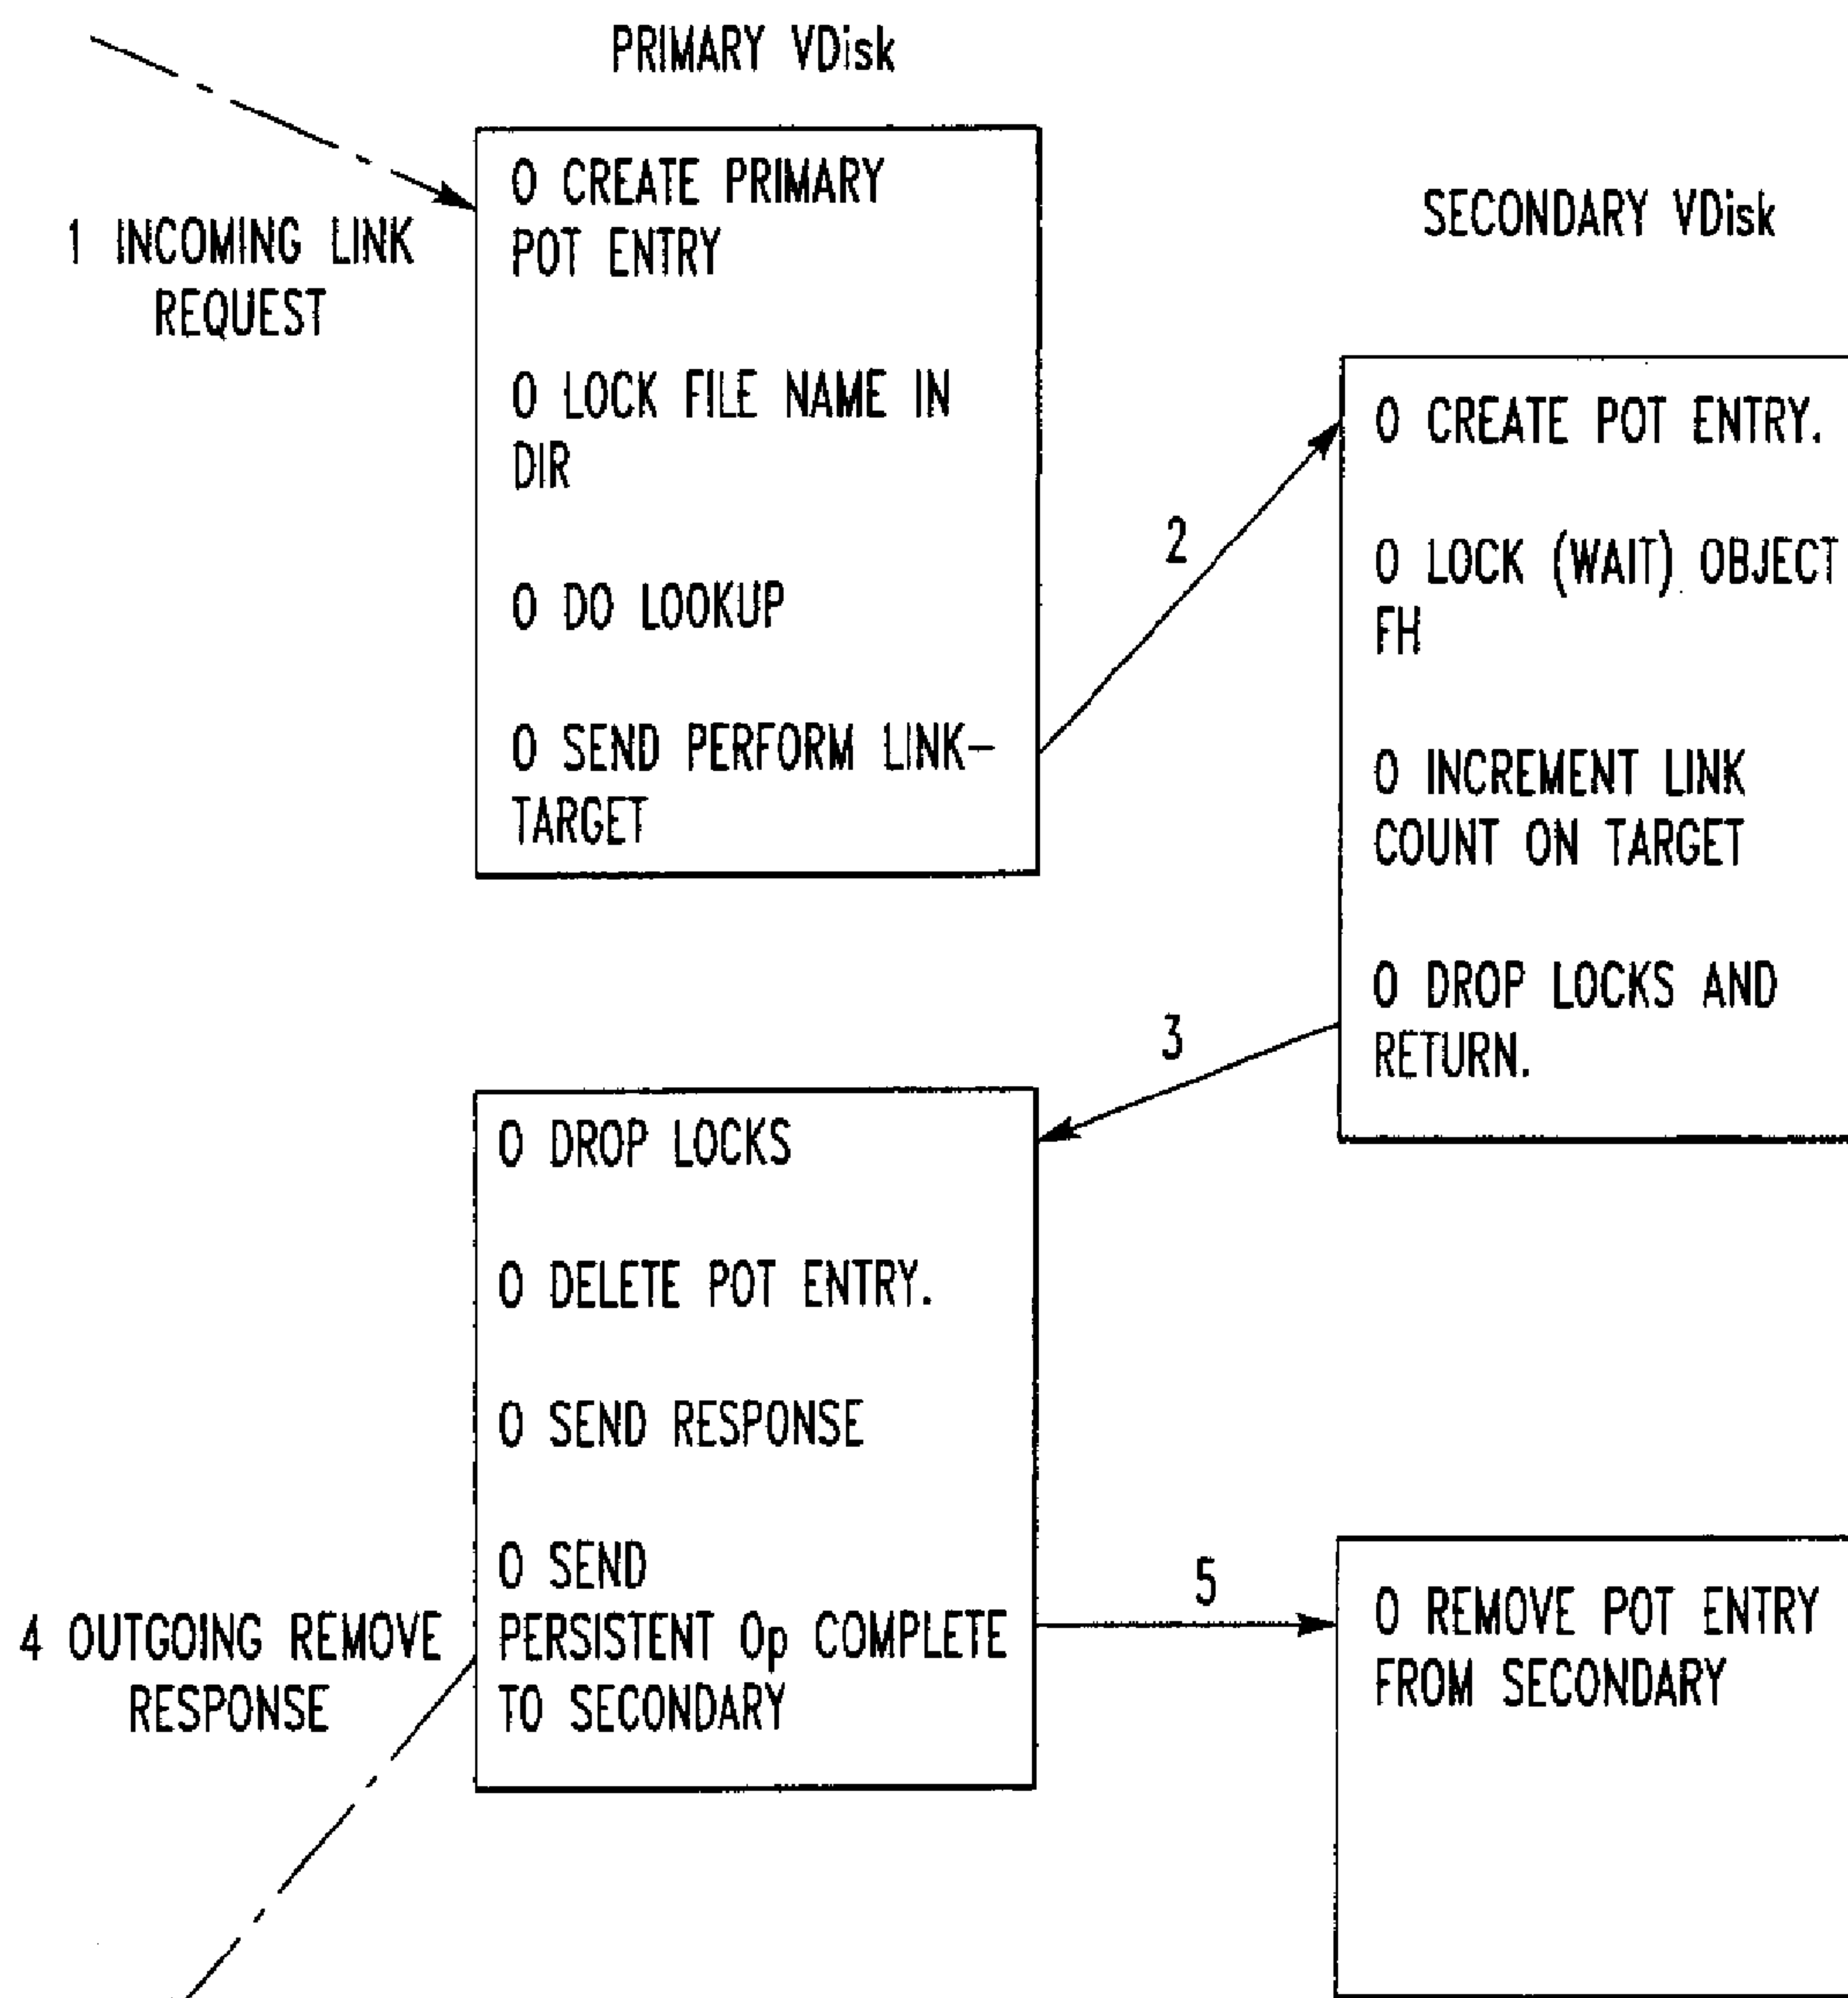 PRIMARY VDisk
1 INCOMING LINK
REQUEST
O CREATE PRIMARY
POT ENTRY
O LOCK FILE NAME IN
DIR
O DO LOOKUP
O SEND PERFORM LINK-
TARGET
2
SECONDARY VDisk
O CREATE POT ENTRY.
O LOCK (WAIT) OBJECT
FH
O INCREMENT LINK
COUNT ON TARGET
O DROP LOCKS AND
RETURN.
3
O DROP LOCKS
O DELETE POT ENTRY.
O SEND RESPONSE
O SEND
PERSISTENT Op COMPLETE
TO SECONDARY
4 OUTGOING REMOVE
RESPONSE
5
O REMOVE POT ENTRY
FROM SECONDARY